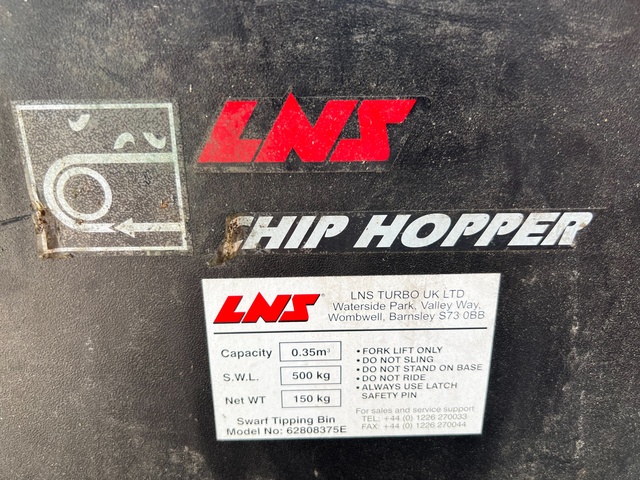 LNS
CHIP HOPPER
LNS®
LNS TURBO UK LTD
Waterside Park, Valley Way,
Wombwell, Barnsley S73 0BB
Capacity 0.35m³
S.W.L. 500 kg
Net WT 150 kg
• FORK LIFT ONLY
• DO NOT SLING
• DO NOT STAND ON BASE
• DO NOT RIDE
• ALWAYS USE LATCH
SAFETY PIN
Swarf Tipping Bin
Model No: 62808375E
For sales and service support
TEL: +44 (0) 1226 270033
FAX: +44 (0) 1226 270044